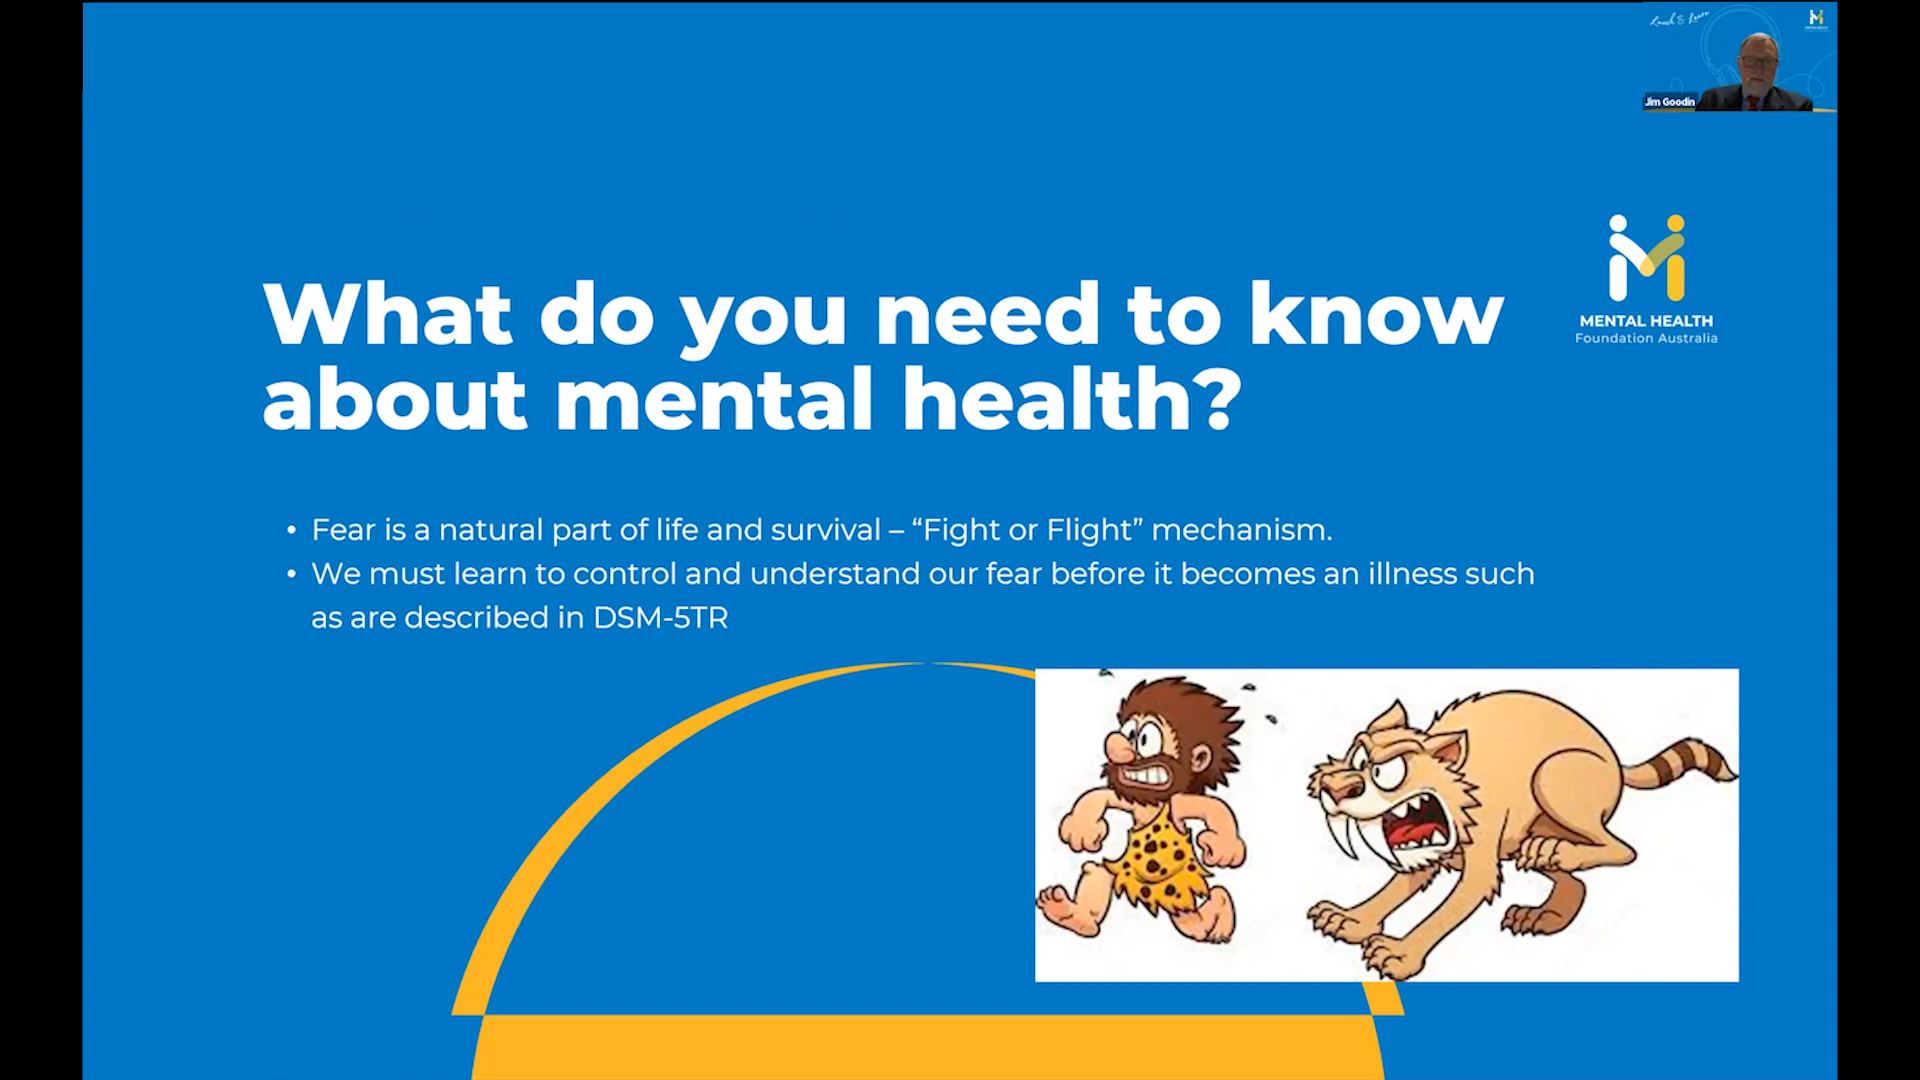 Lunch & Learn
Jim Goodin
What do you need to know
about mental health?
MENTAL HEALTH
Foundation Australia
• Fear is a natural part of life and survival – “Fight or Flight” mechanism.
• We must learn to control and understand our fear before it becomes an illness such
as are described in DSM-5TR